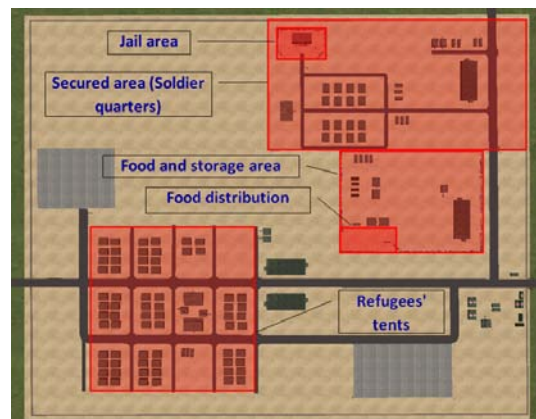 Jail area
Secured area (Soldier
quarters)
Food and storage area
Food distribution
Refugees'
tents